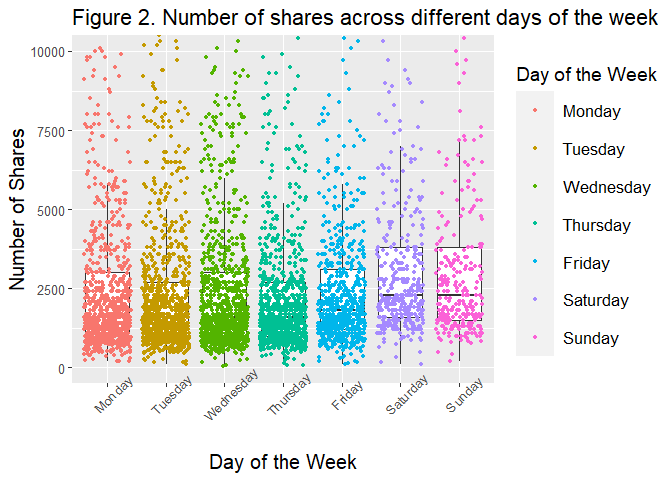 Figure 2. Number of shares across different days of the week
10000
7500
5000
2500
0
Number of Shares
Monday
Tuesday
Wednesday
Thursday
Friday
Saturday
Sunday
Day of the Week
Day of the Week
Monday
Tuesday
Wednesday
Thursday
Friday
Saturday
Sunday